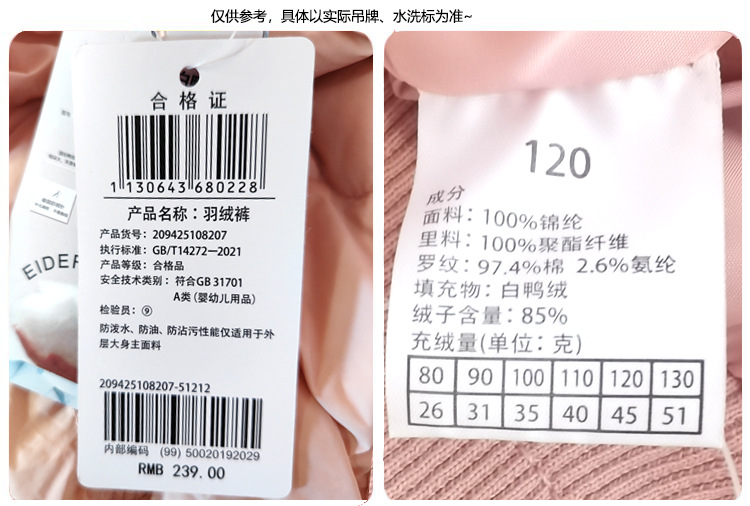 仅供参考，具体以实际吊牌、水洗标为准~
EIDER
合格证
1 130643 680228
产品名称：羽绒裤
产品货号：209425108207
执行标准：GB/T14272—2021
产品等级：合格品
安全技术类别：符合GB 31701
A类（婴幼儿用品）
检验员：⑨
防泼水、防油、防沾污性能仅适用于外
层大身主面料
209425108207-51212
内部编码 (99) 50020192029
RMB 239.00
120
成分
面料：100%锦纶
里料：100%聚酯纤维
罗纹：97.4%棉 2.6%氨纶
填充物：白鸭绒
绒子含量：85%
充绒量(单位：克)
80 90 100 110 120 130
26 31 35 40 45 51